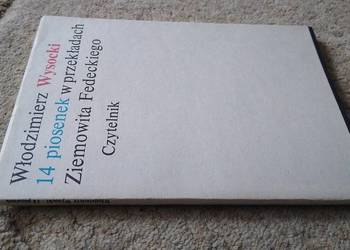 Włodzimierz Wysocki
14 piosenek w przekładach
Ziemowita Fedeckiego
Czytelnik